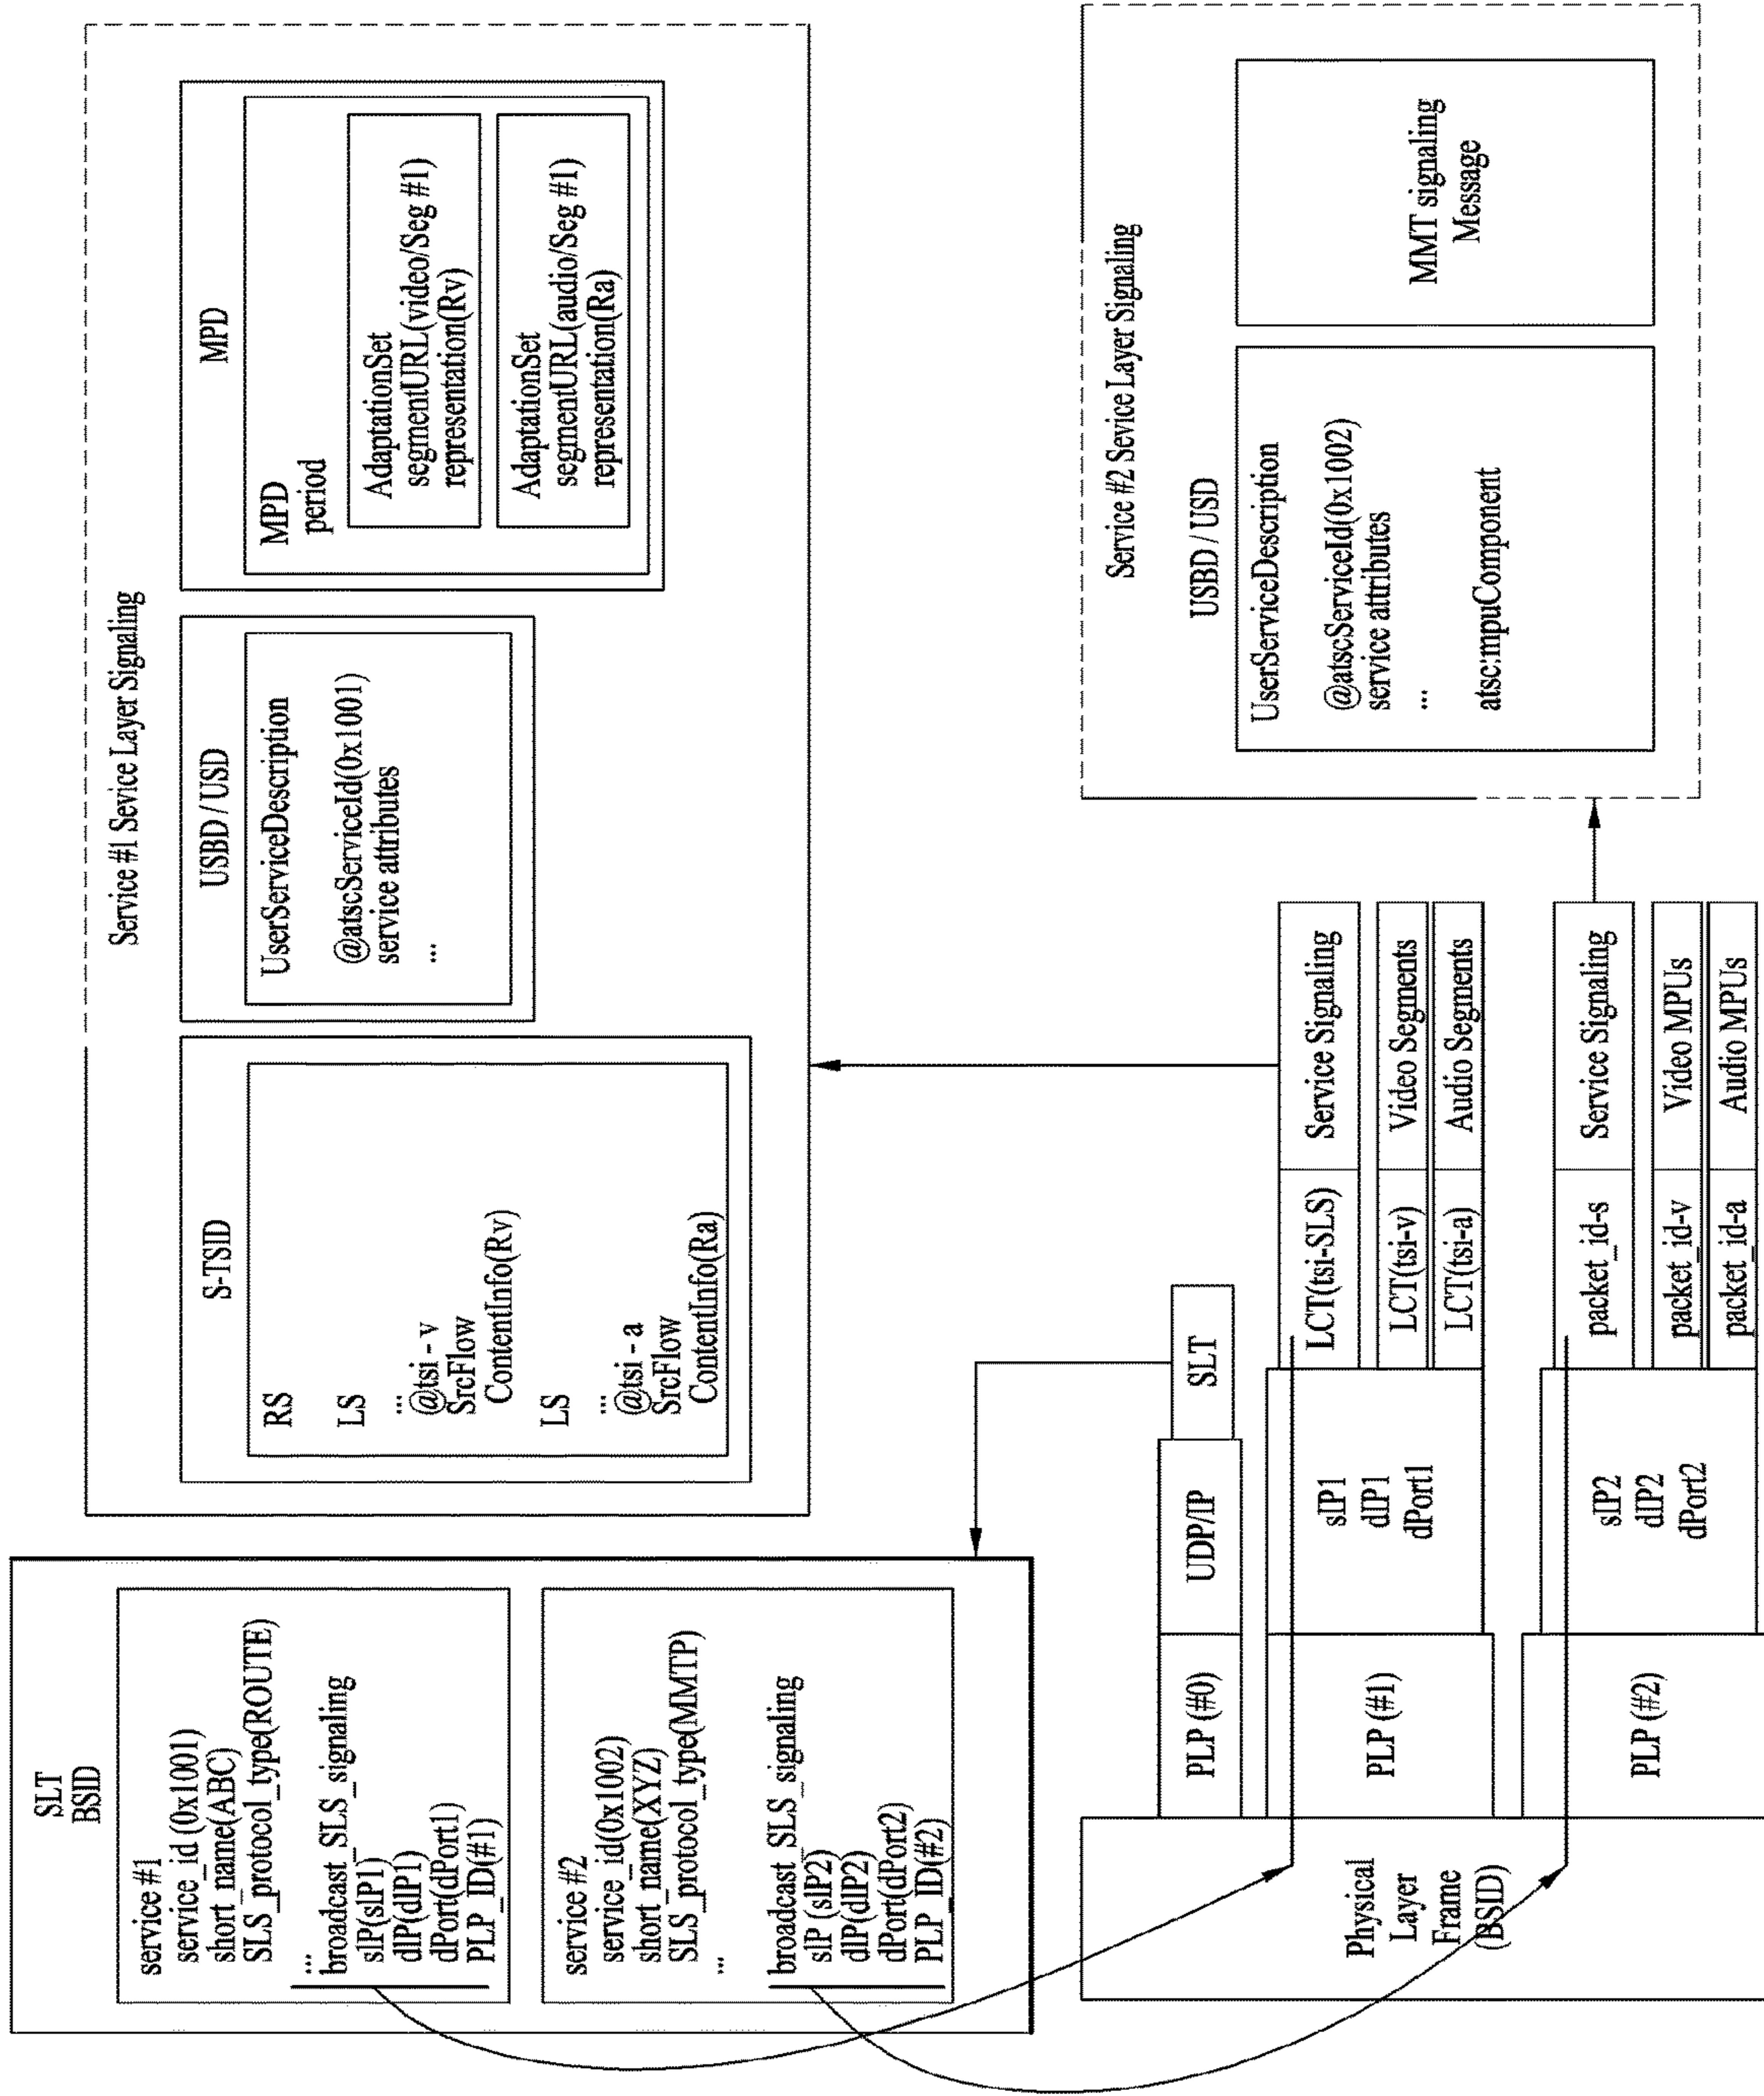 SLT
BSID
service #1
service_id (0x1001)
short_name(ABC)
SLS_protocol_type(ROUTE)
...
broadcast_SLS_signaling
sIP(sIP1)
dIP(dIP1)
dPort(dPort1)
PLP_ID(#1)
service #2
service_id(0x1002)
short_name(XYZ)
SLS_protocol_type(MMTP)
...
broadcast_SLS_signaling
sIP (sIP2)
dIP(dIP2)
dPort(dPort2)
PLP_ID(#2)
Service #1 Sevice Layer Signaling
S-TSID
RS
LS
...
@tsi - v
SrcFlow
ContentInfo(Rv)
LS
...
@tsi - a
SrcFlow
ContentInfo(Ra)
USBD / USD
UserServiceDescription
@atscServiceId(0x1001)
service attributes
...
MPD
MPD
period
AdaptationSet
segmentURL(video/Seg #1)
representation(Rv)
AdaptationSet
segmentURL(audio/Seg #1)
representation(Ra)
Physical
Layer
Frame
(BSID)
PLP (#0)
UDP/IP
SLT
PLP (#1)
sIP1
dIP1
dPort1
LCT(tsi-SLS)
Service Signaling
LCT(tsi-v)
Video Segments
LCT(tsi-a)
Audio Segments
PLP (#2)
sIP2
dIP2
dPort2
packet_id-s
Service Signaling
packet_id-v
Video MPUs
packet_id-a
Audio MPUs
Service #2 Sevice Layer Signaling
USBD / USD
UserServiceDescription
@atscServiceId(0x1002)
service attributes
...
atsc:mpuComponent
MMT signaling
Message